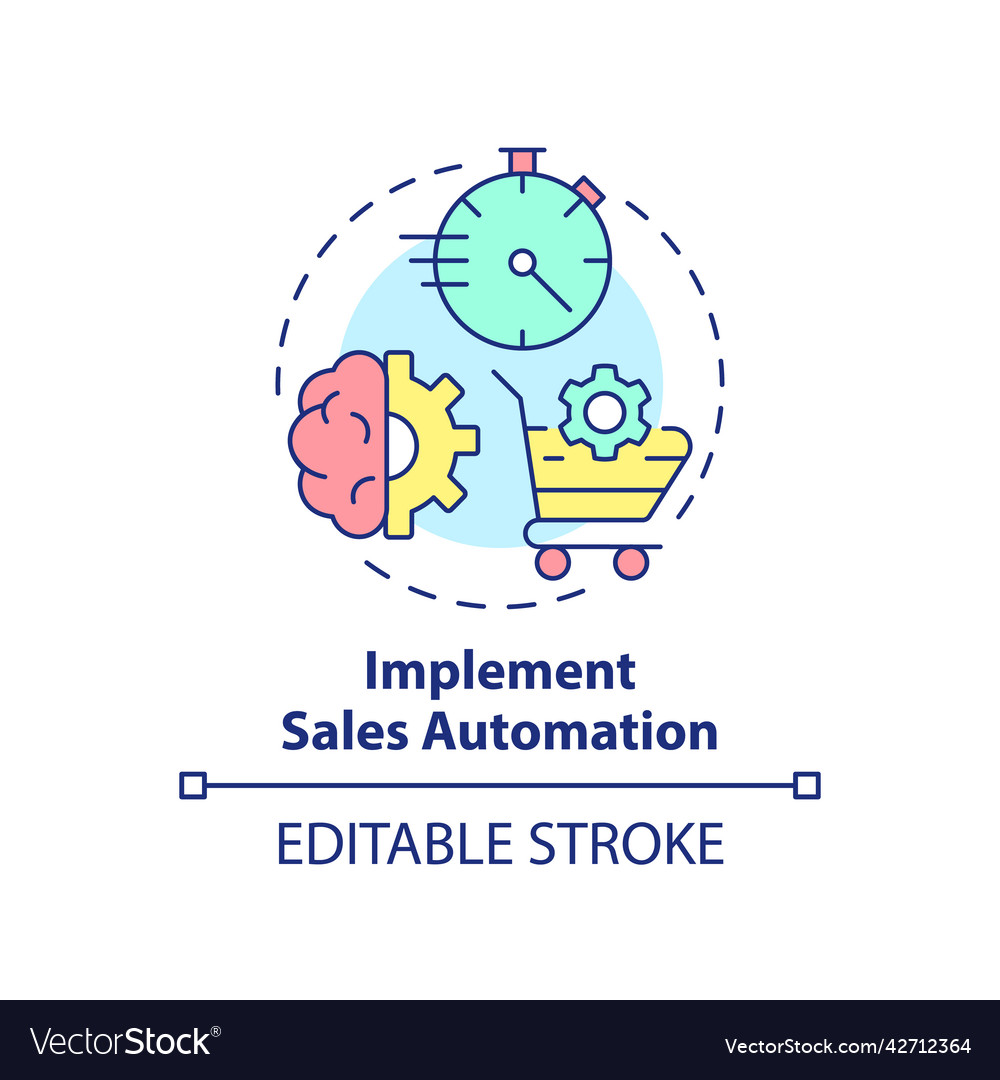 Implement
Sales Automation
EDITABLE STROKE
VectorStock®
VectorStock.com/42712364